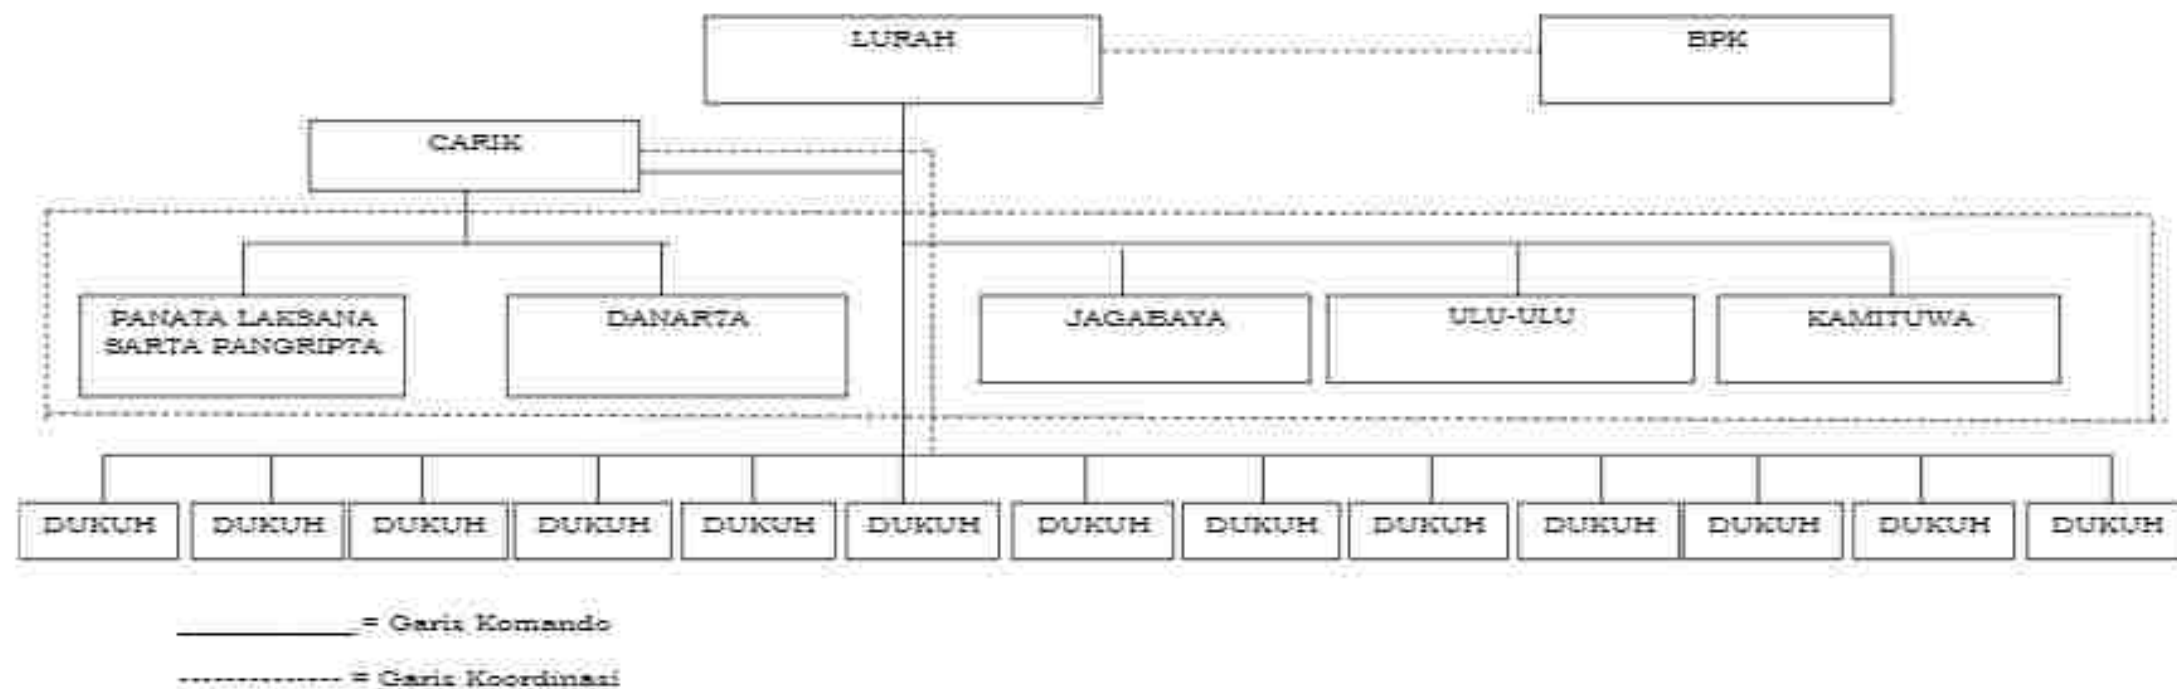 LURAH
BPK
CARIK
PANATA LAKSANA
SARTA PANGRIPTA
DANARTA
JAGABAYA
ULU-ULU
KAMITUWA
DUKUH
DUKUH
DUKUH
DUKUH
DUKUH
DUKUH
DUKUH
DUKUH
DUKUH
DUKUH
DUKUH
DUKUH
DUKUH
= Garis Komando
= Garis Koordinasi